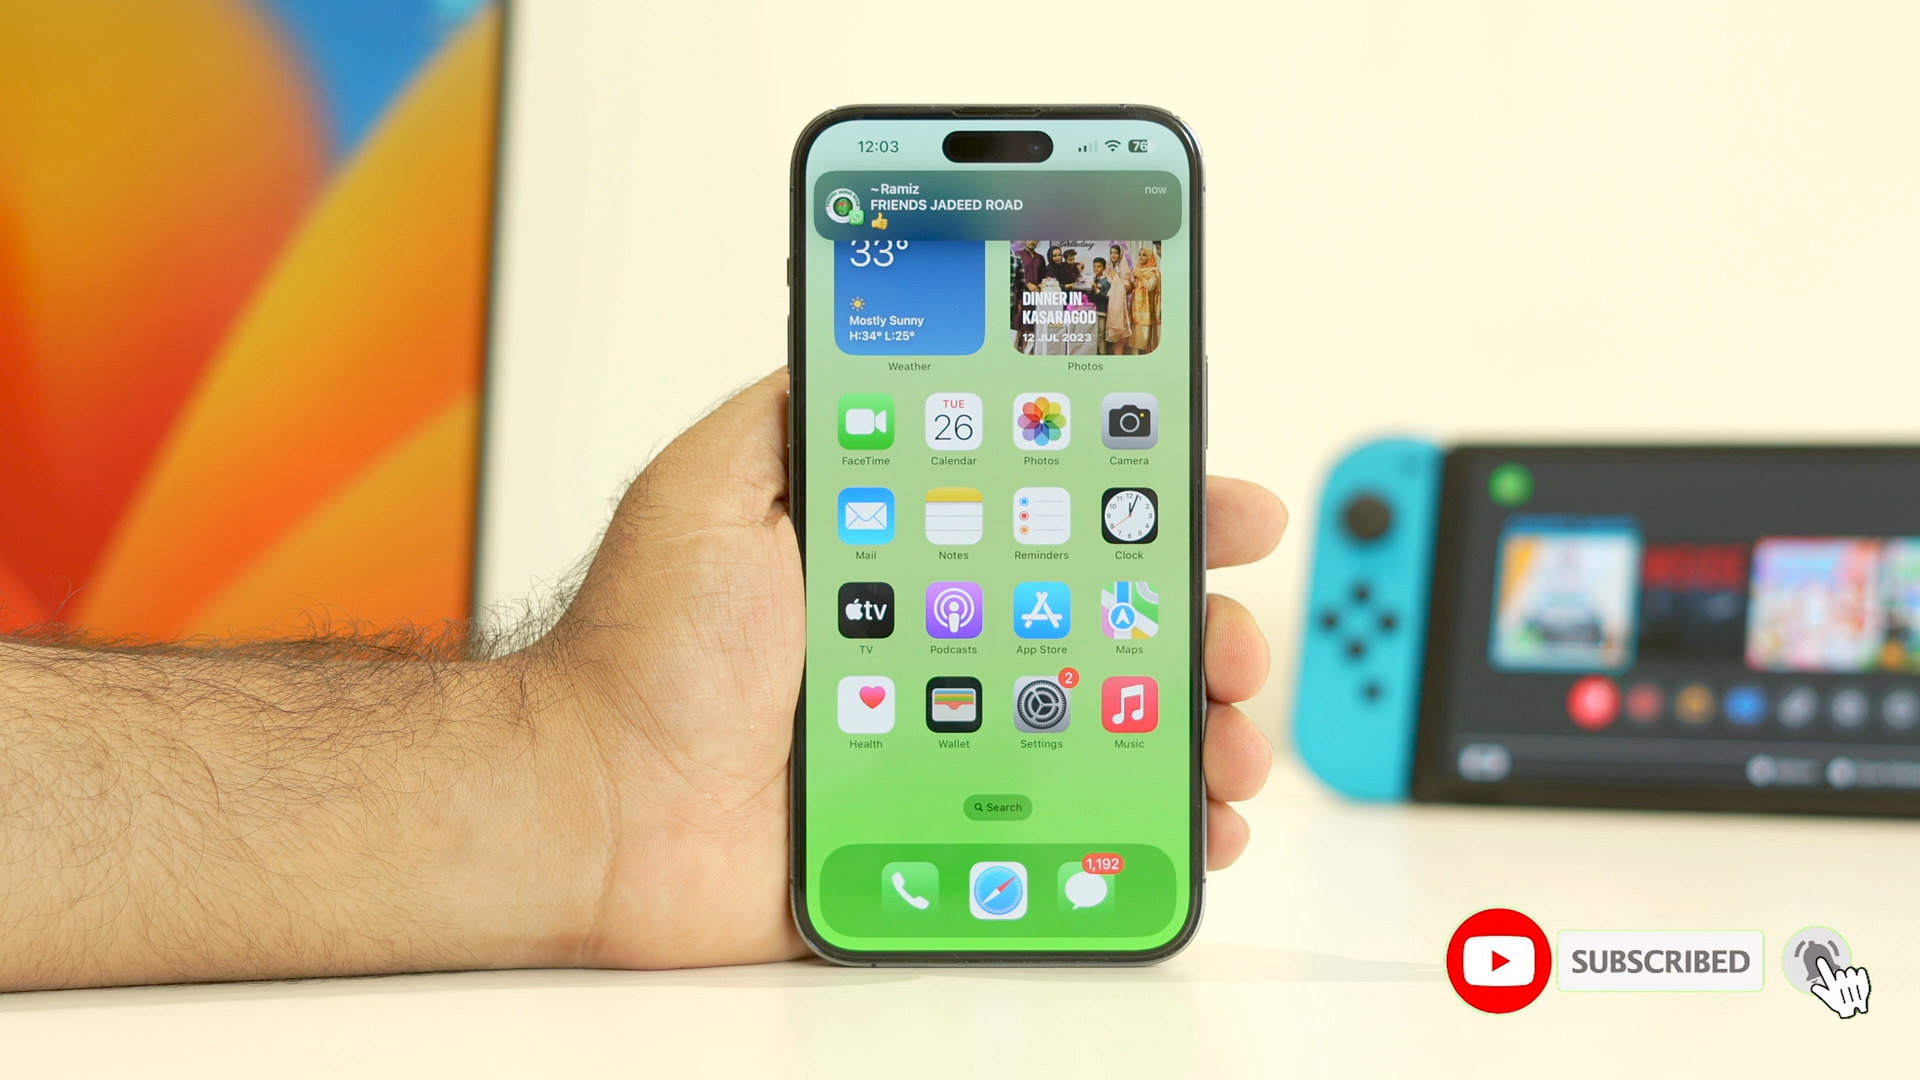 12:03
76
~Ramiz
now
FRIENDS JADEED ROAD
👍
33°
Mostly Sunny
H:34° L:25°
Weather
Birthday
DINNER IN
KASARAGOD
12 JUL 2023
Photos
TUE
26
FaceTime
Calendar
Photos
Camera
Mail
Notes
Reminders
Clock
tv
TV
Podcasts
App Store
Maps
2
Health
Wallet
Settings
Music
Search
1,192
SUBSCRIBED